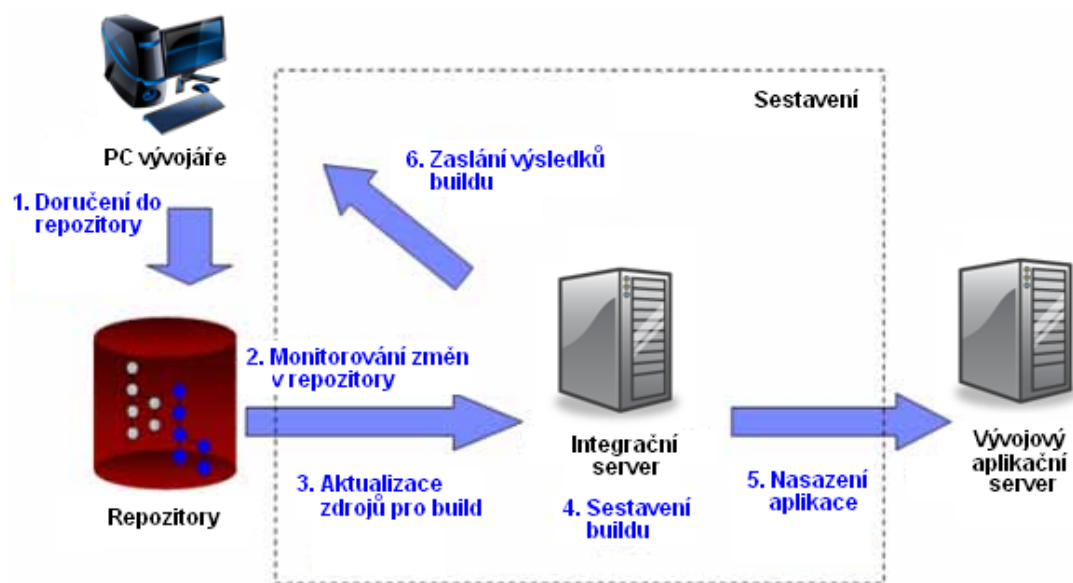 Sestavení
PC vývojáře
6. Zaslání výsledků
buildu
1. Doručení do
repozitory
2. Monitorování změn
v repozitory
Integrační
server
Vývojový
aplikační
server
3. Aktualizace
zdrojů pro build
4. Sestavení
buildu
5. Nasazení
aplikace
Repozitory